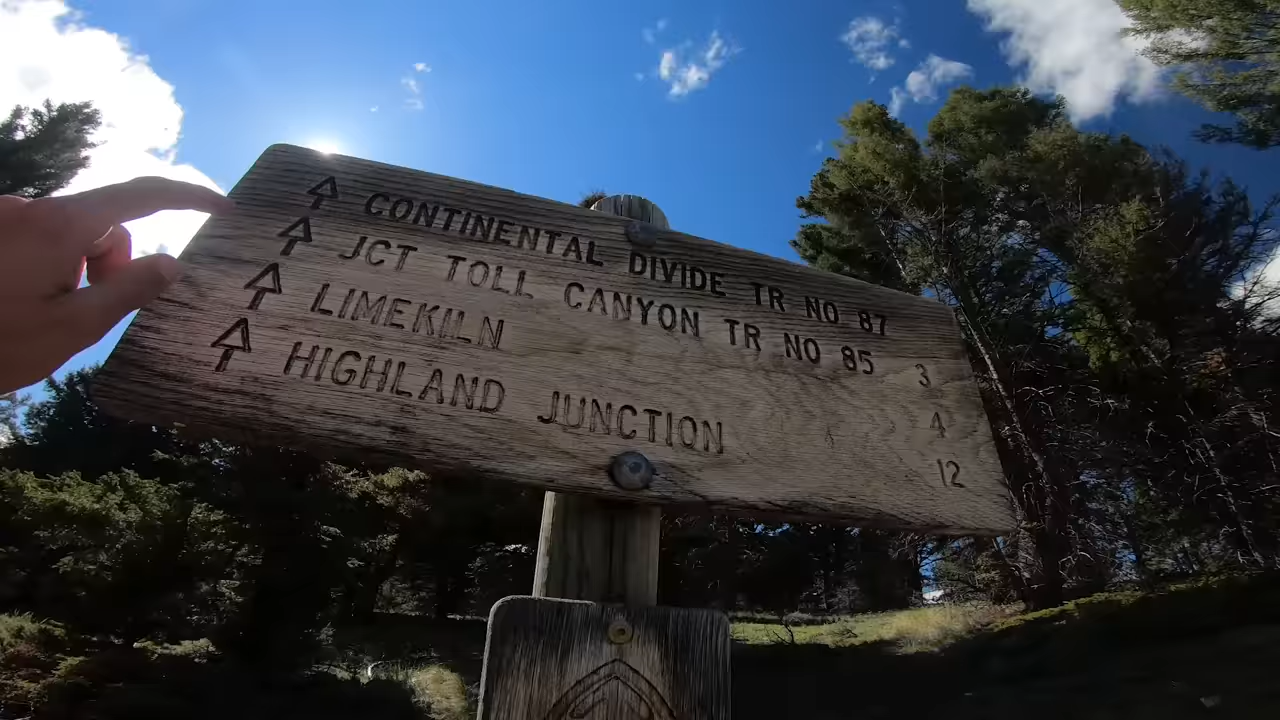 CONTINENTAL DIVIDE TR NO 87
JCT TOLL CANYON TR NO 85 3
LIMEKILN 4
HIGHLAND JUNCTION 12